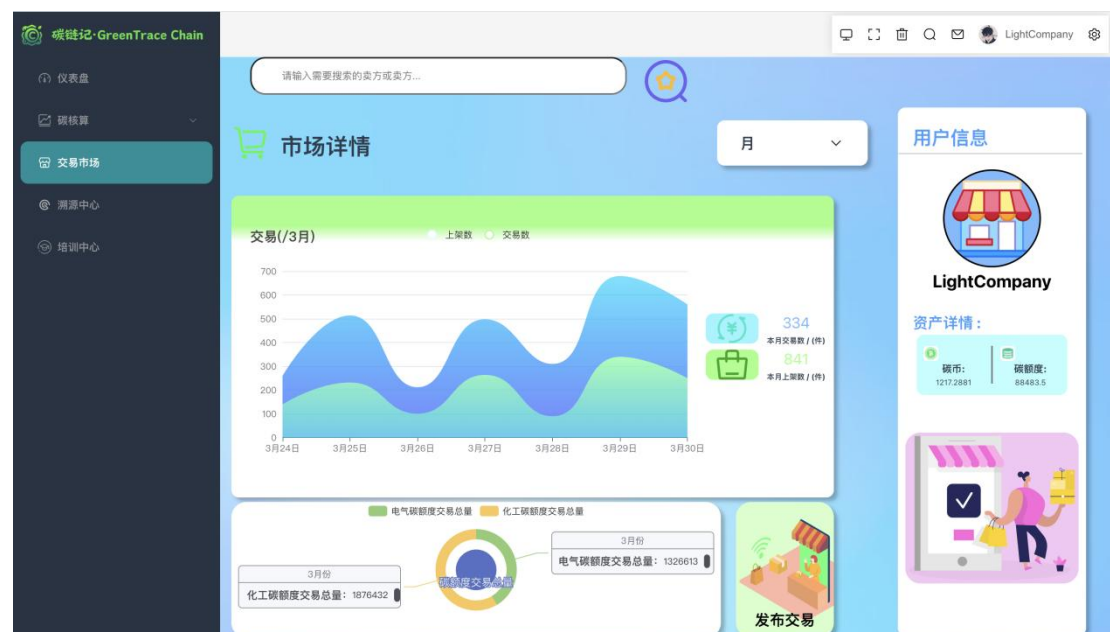 碳链记·GreenTrace Chain
LightCompany
仪表盘
碳核算
交易市场
溯源中心
培训中心
请输入需要搜索的卖方或卖方...
市场详情
月
交易(/3月)
上架数
交易数
700
600
500
400
300
200
100
0
3月24日
3月25日
3月26日
3月27日
3月28日
3月29日
3月30日
334
本月交易数 / (件)
841
本月上架数 / (件)
电气碳额度交易总量
化工碳额度交易总量
3月份
电气碳额度交易总量： 1326613
3月份
化工碳额度交易总量： 1876432
碳额度交易总量
发布交易
用户信息
LightCompany
资产详情：
碳币:
1217.2881
碳额度:
88483.5